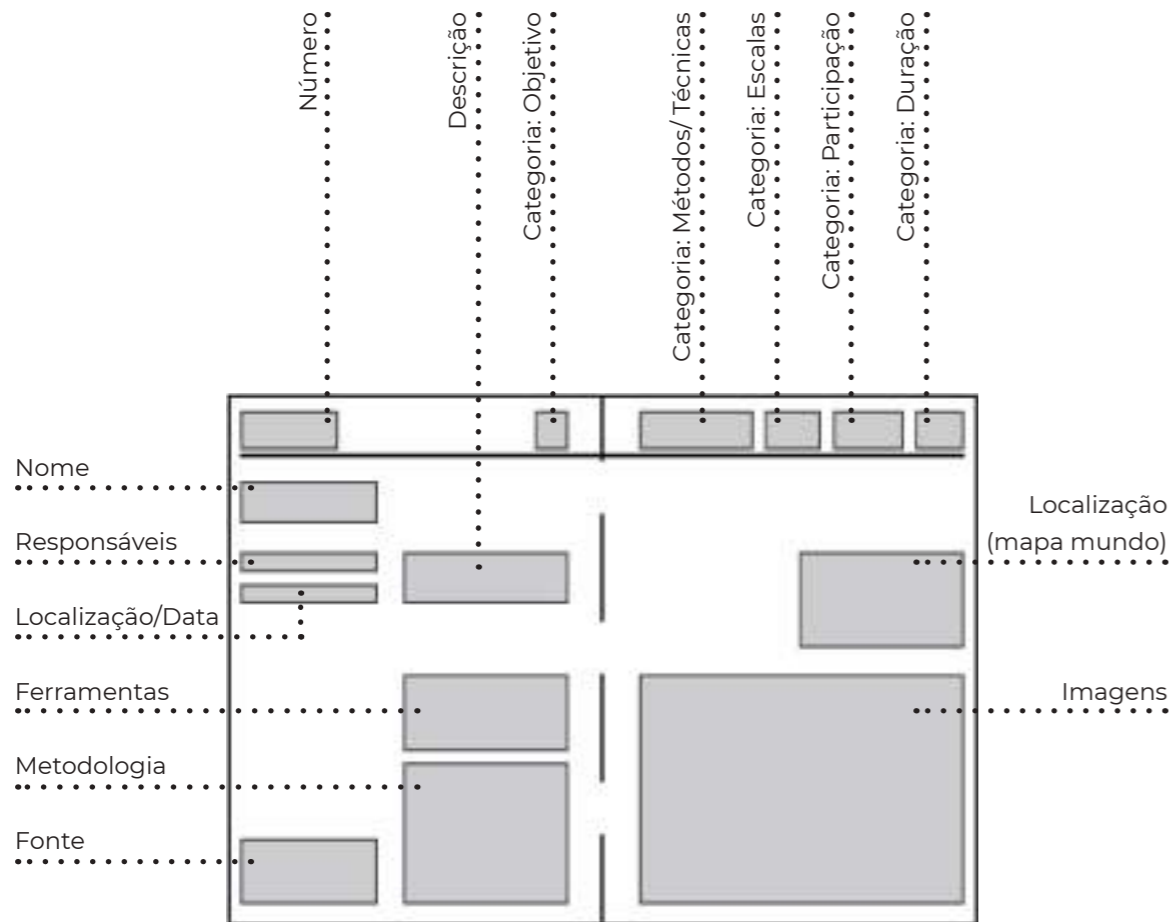 Número
Descrição
Categoria: Objetivo
Categoria: Métodos/ Técnicas
Categoria: Escalas
Categoria: Participação
Categoria: Duração
Nome
Responsáveis
Localização/Data
Ferramentas
Metodologia
Fonte
Localização
(mapa mundo)
Imagens